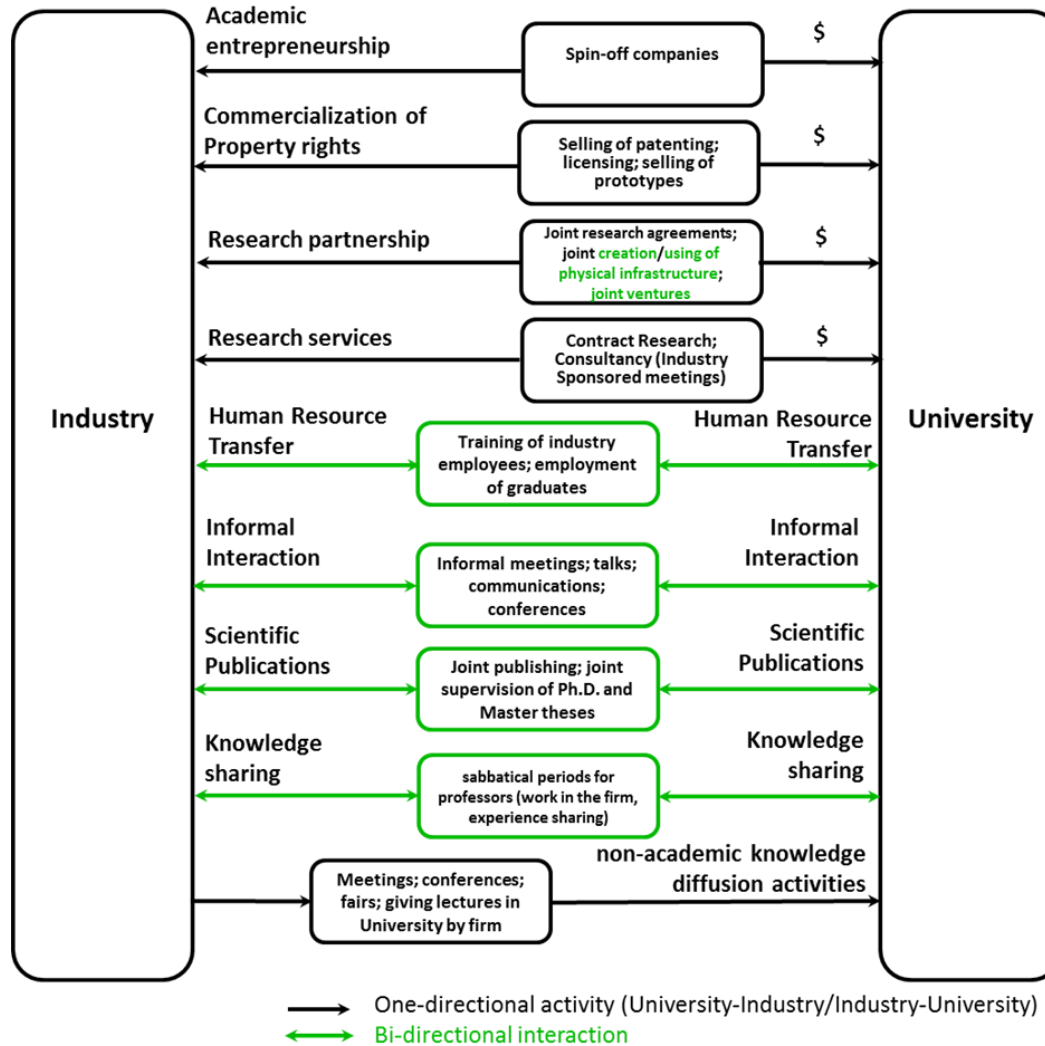 Academic
entrepreneurship
Spin-off companies
$
Commercialization of
Property rights
Selling of patenting;
licensing; selling of
prototypes
$
Research partnership
Joint research agreements;
joint creation/using of
physical infrastructure;
joint ventures
$
Research services
Contract Research;
Consultancy (Industry
Sponsored meetings)
$
Industry
University
Human Resource
Transfer
Training of industry
employees; employment
of graduates
Human Resource
Transfer
Informal
Interaction
Informal meetings; talks;
communications;
conferences
Informal
Interaction
Scientific
Publications
Joint publishing; joint
supervision of Ph.D. and
Master theses
Scientific
Publications
Knowledge
sharing
sabbatical periods for
professors (work in the firm,
experience sharing)
Knowledge
sharing
Meetings; conferences;
fairs; giving lectures in
University by firm
non-academic knowledge
diffusion activities
One-directional activity (University-Industry/Industry-University)
Bi-directional interaction